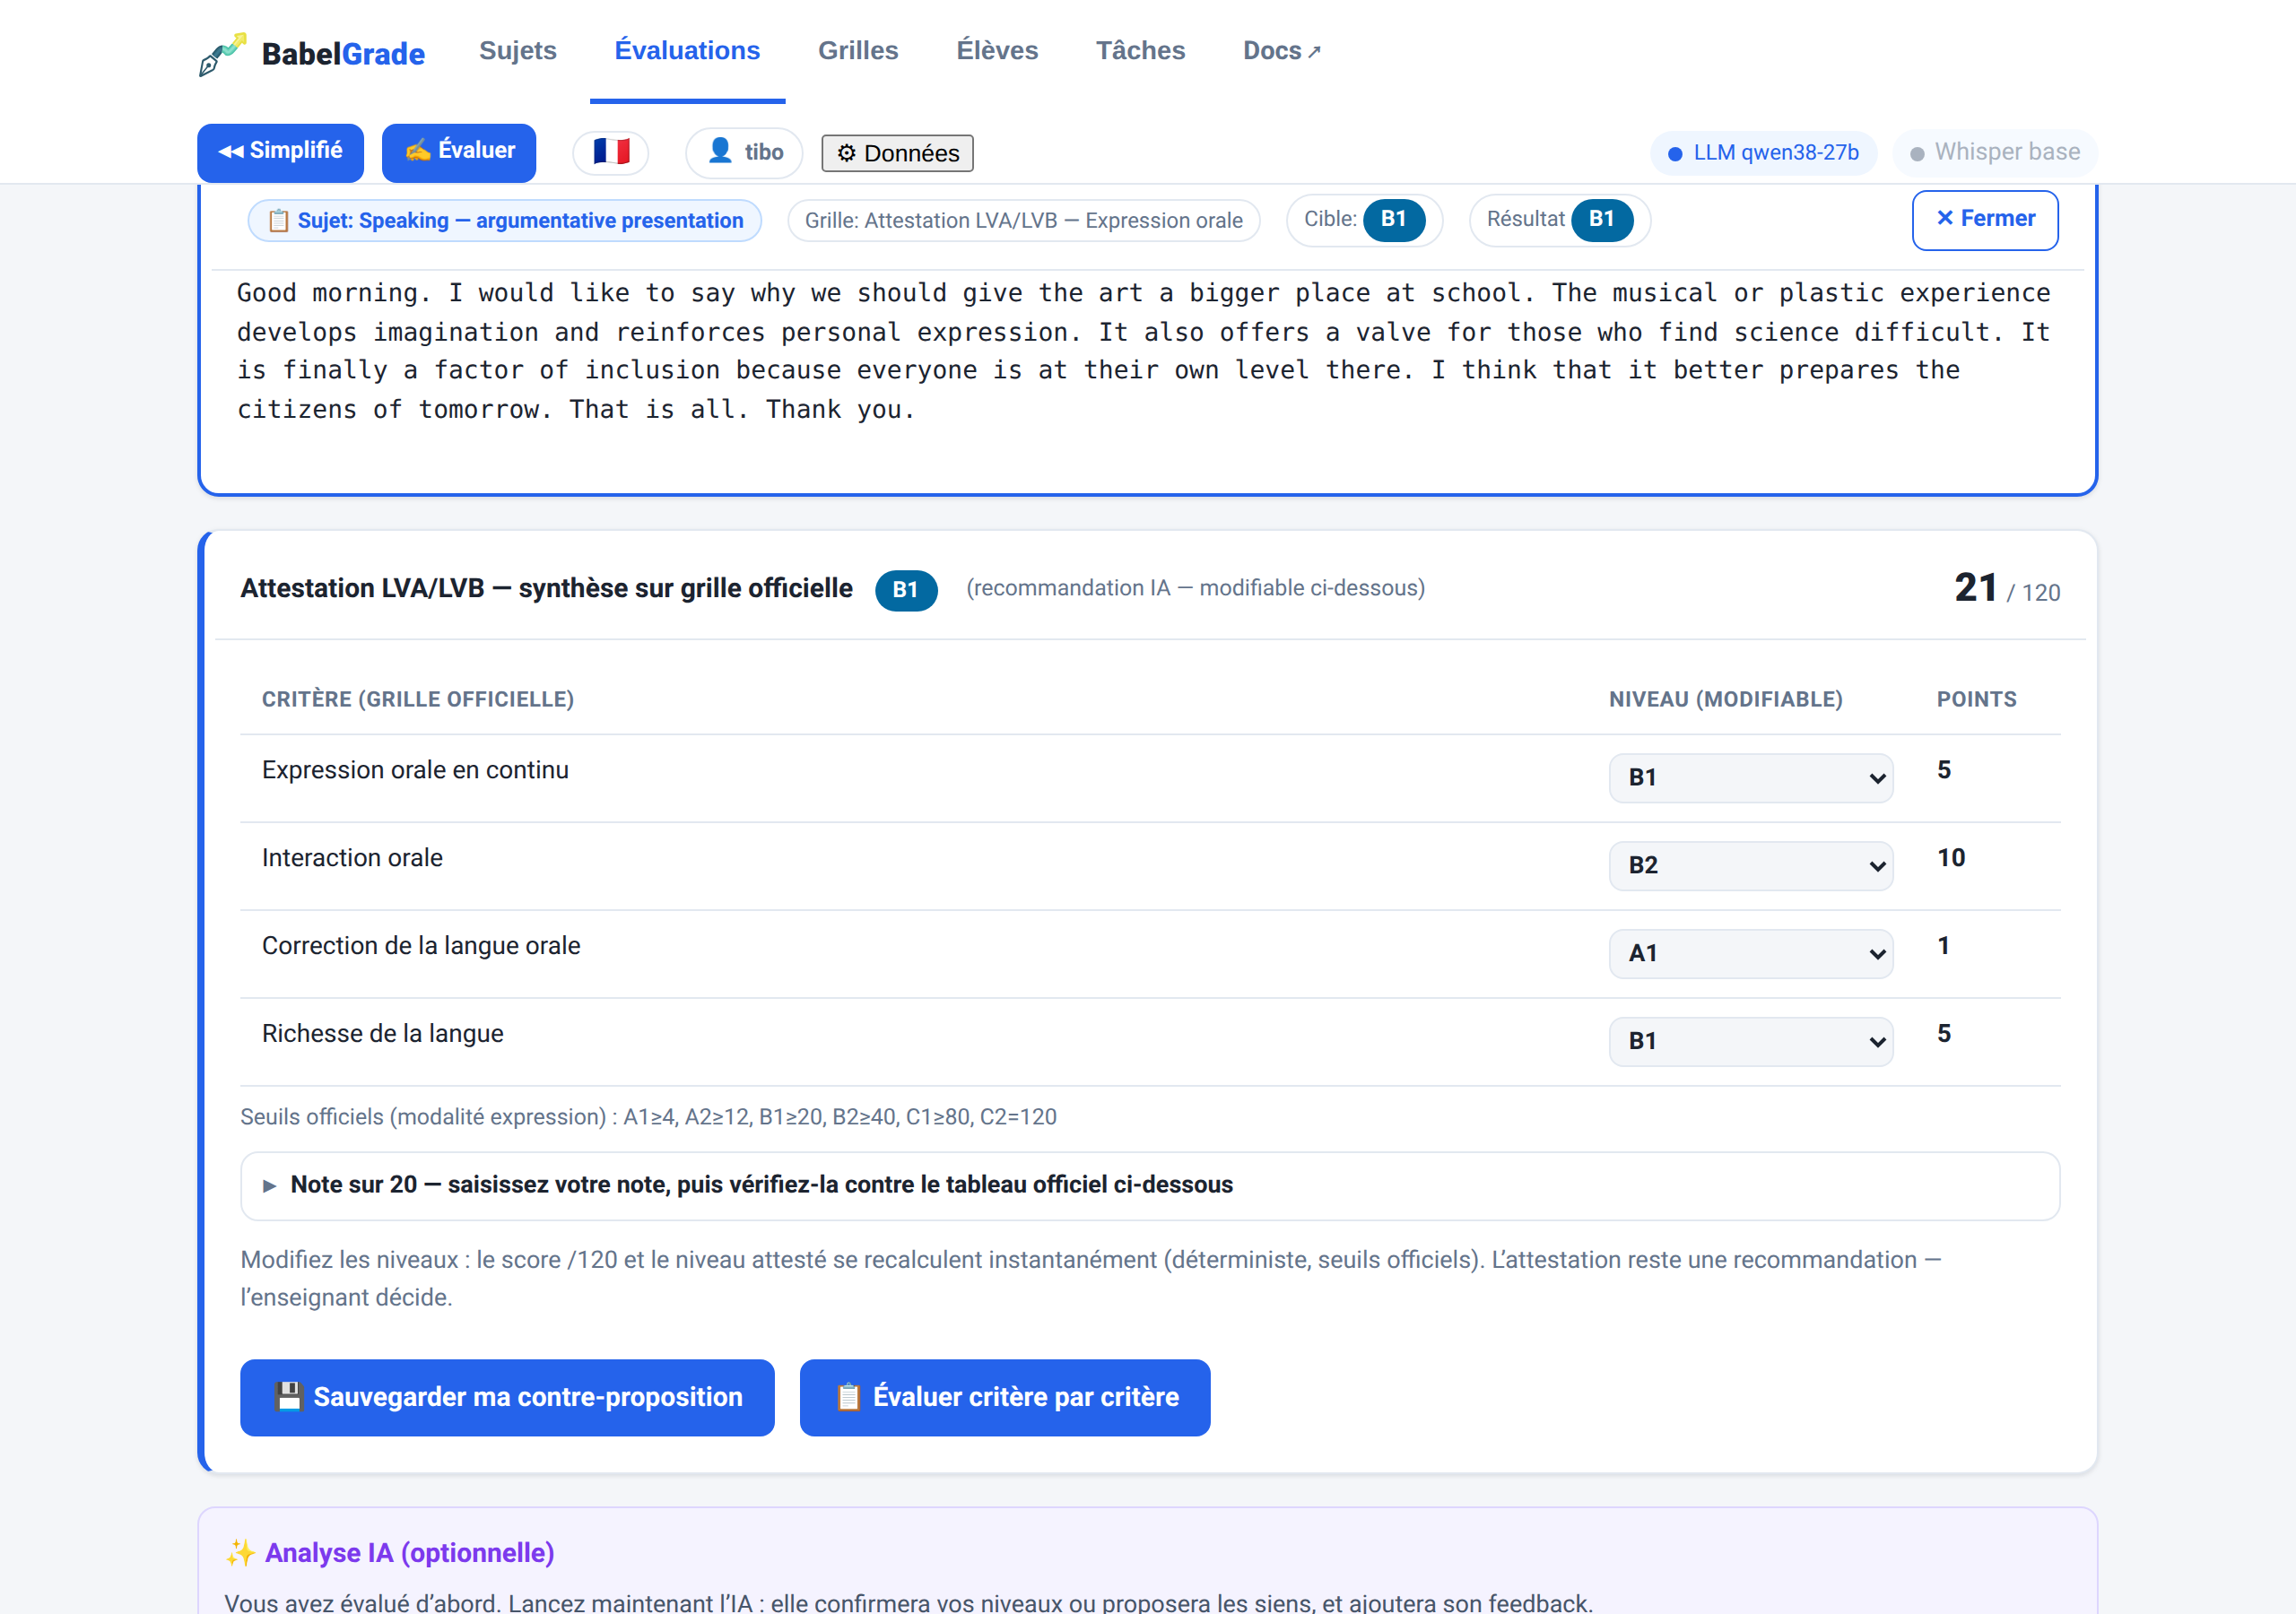 BabelGrade
Sujets
Évaluations
Grilles
Élèves
Tâches
Docs ↗
◀◀ Simplifié
✍️ Évaluer
🇫🇷
👤 tibo
⚙ Données
LLM qwen38-27b
Whisper base
📋 Sujet: Speaking — argumentative presentation
Grille: Attestation LVA/LVB — Expression orale
Cible: B1
Résultat B1
✕ Fermer
Good morning. I would like to say why we should give the art a bigger place at school. The musical or plastic experience
develops imagination and reinforces personal expression. It also offers a valve for those who find science difficult. It
is finally a factor of inclusion because everyone is at their own level there. I think that it better prepares the
citizens of tomorrow. That is all. Thank you.
Attestation LVA/LVB — synthèse sur grille officielle B1 (recommandation IA — modifiable ci-dessous) 21 / 120
CRITÈRE (GRILLE OFFICIELLE) NIVEAU (MODIFIABLE) POINTS
Expression orale en continu B1 5
Interaction orale B2 10
Correction de la langue orale A1 1
Richesse de la langue B1 5
Seuils officiels (modalité expression) : A1≥4, A2≥12, B1≥20, B2≥40, C1≥80, C2=120
▶ Note sur 20 — saisissez votre note, puis vérifiez-la contre le tableau officiel ci-dessous
Modifiez les niveaux : le score /120 et le niveau attesté se recalculent instantanément (déterministe, seuils officiels). L’attestation reste une recommandation —
l’enseignant décide.
💾 Sauvegarder ma contre-proposition
📋 Évaluer critère par critère
✨ Analyse IA (optionnelle)
Vous avez évalué d’abord. Lancez maintenant l’IA : elle confirmera vos niveaux ou proposera les siens, et ajoutera son feedback.